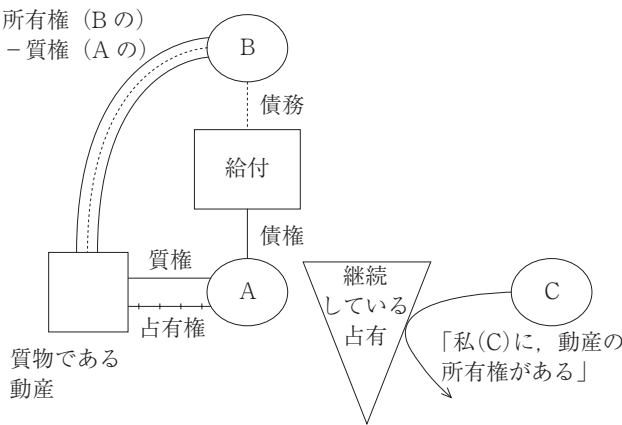 所有権（Bの）
－質権（Aの）
B
債務
給付
債権
質権
A
占有権
質物である
動産
継続
している
占有
C
「私(C)に，動産の
所有権がある」